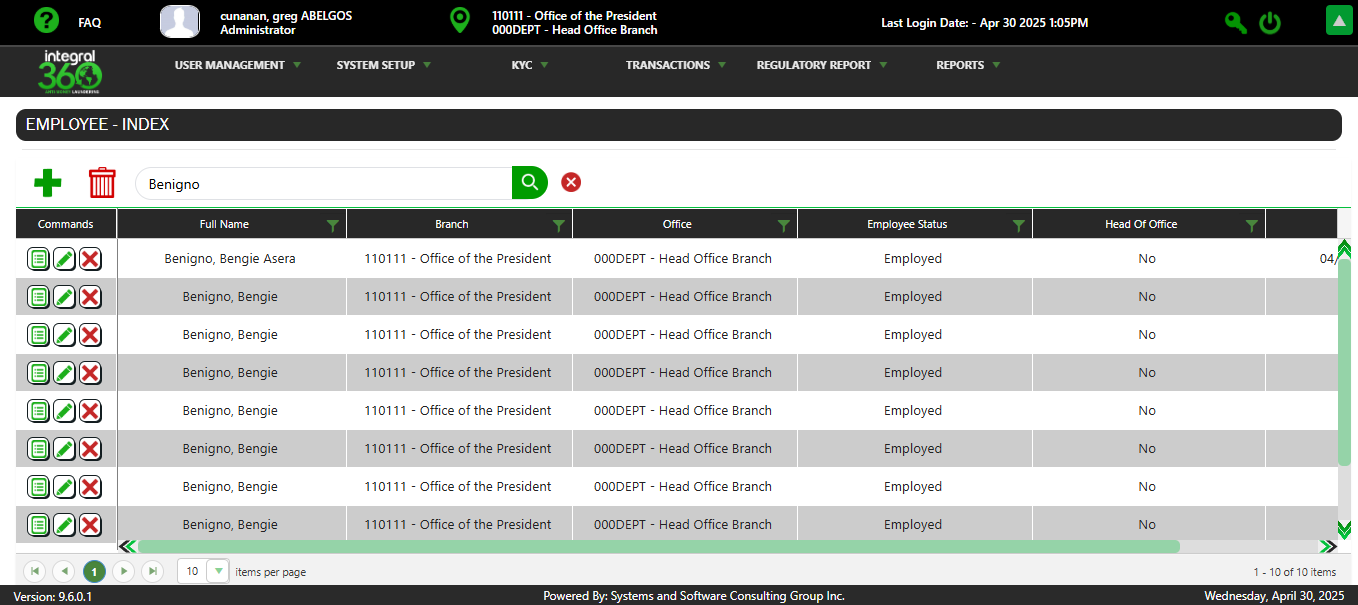 FAQ
cunanan, greg ABELGOS
Administrator
110111 - Office of the President
000DEPT - Head Office Branch
Last Login Date: - Apr 30 2025 1:05PM
integral
360
USER MANAGEMENT SYSTEM SETUP KYC TRANSACTIONS REGULATORY REPORT REPORTS
EMPLOYEE - INDEX
Benigno
Commands Full Name Branch Office Employee Status Head Of Office
Benigno, Bengie Asera 110111 - Office of the President 000DEPT - Head Office Branch Employed No 04/
Benigno, Bengie 110111 - Office of the President 000DEPT - Head Office Branch Employed No
Benigno, Bengie 110111 - Office of the President 000DEPT - Head Office Branch Employed No
Benigno, Bengie 110111 - Office of the President 000DEPT - Head Office Branch Employed No
Benigno, Bengie 110111 - Office of the President 000DEPT - Head Office Branch Employed No
Benigno, Bengie 110111 - Office of the President 000DEPT - Head Office Branch Employed No
Benigno, Bengie 110111 - Office of the President 000DEPT - Head Office Branch Employed No
Benigno, Bengie 110111 - Office of the President 000DEPT - Head Office Branch Employed No
1 10 items per page 1 - 10 of 10 items
Version: 9.6.0.1 Powered By: Systems and Software Consulting Group Inc. Wednesday, April 30, 2025